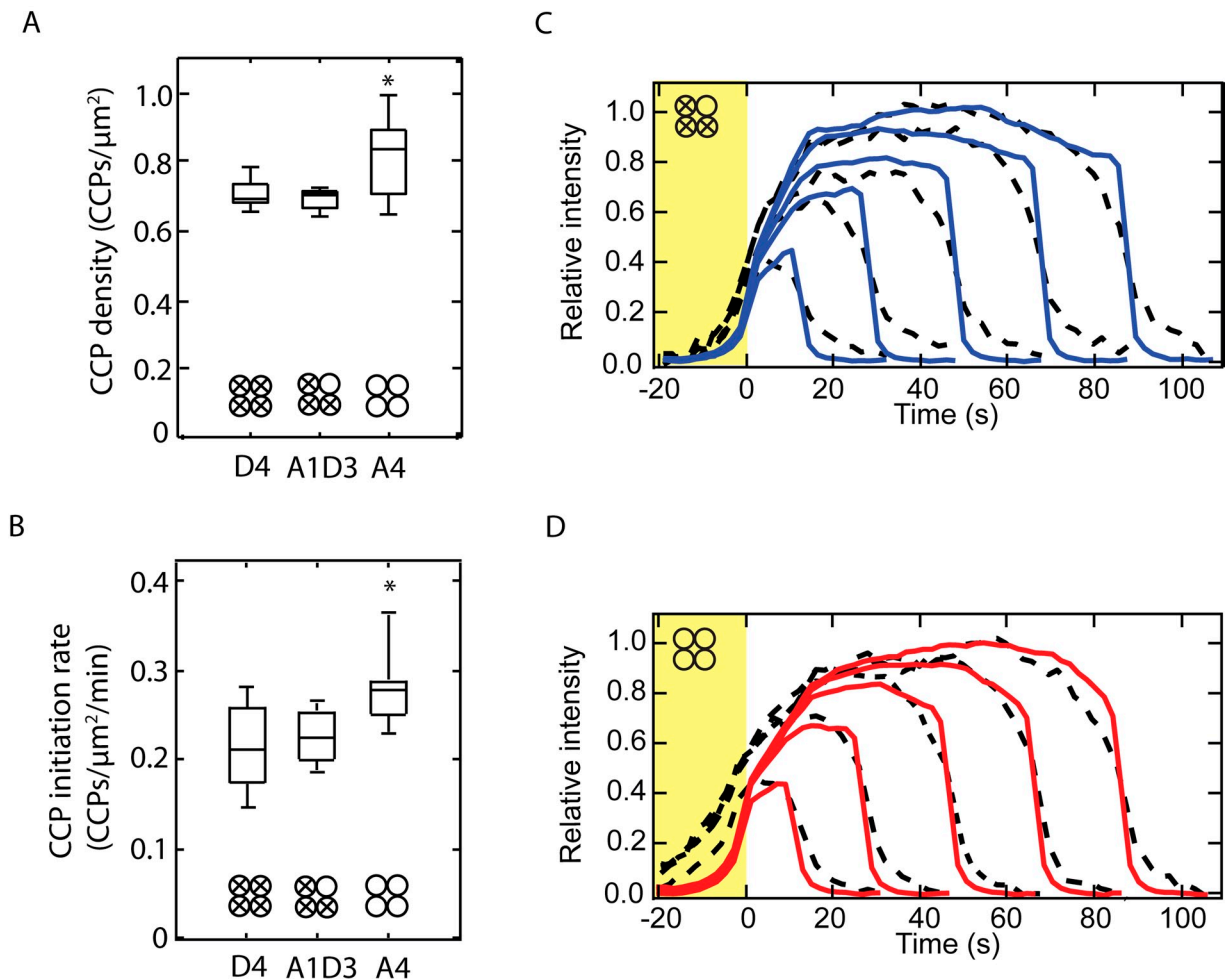 A
CCP density (CCPs/μm²)
1.0
0.8
0.6
0.4
0.2
0
*
D4 A1D3 A4
B
CCP initiation rate
(CCPs/μm²/min)
0.4
0.3
0.2
0.1
0
*
D4 A1D3 A4
C
Relative intensity
1.0
0.8
0.6
0.4
0.2
0.0
-20 0 20 40 60 80 100
Time (s)
D
Relative intensity
1.0
0.8
0.6
0.4
0.2
0.0
-20 0 20 40 60 80 100
Time (s)